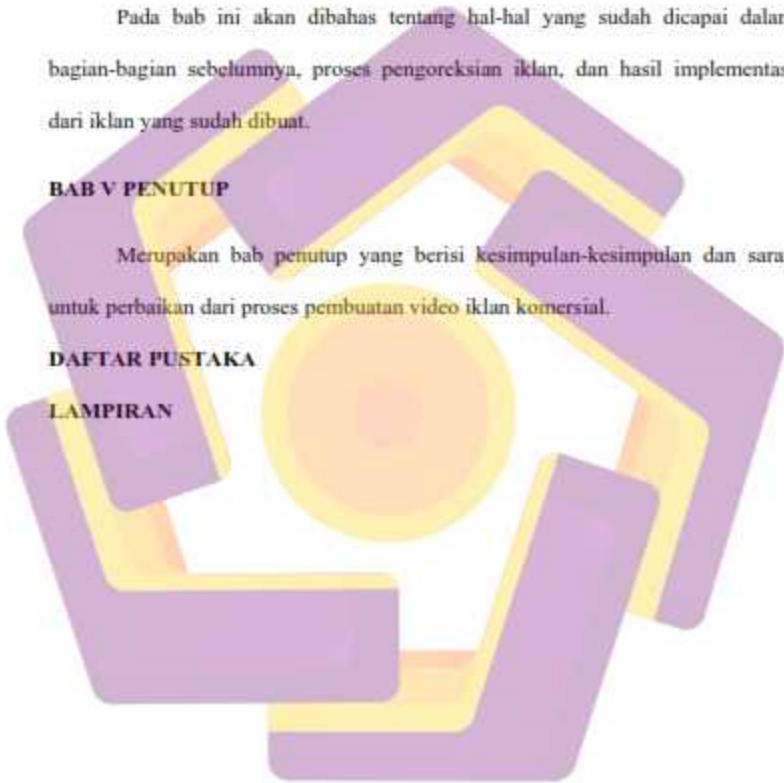 Pada bab ini akan dibahas tentang hal-hal yang sudah dicapai dalam
bagian-bagian sebelumnya, proses pengoreksian iklan, dan hasil implementas
dari iklan yang sudah dibuat.
BAB V PENUTUP
Merupakan bab penutup yang berisi kesimpulan-kesimpulan dan sara
untuk perbaikan dari proses pembuatan video iklan komersial.
DAFTAR PUSTAKA
LAMPIRAN